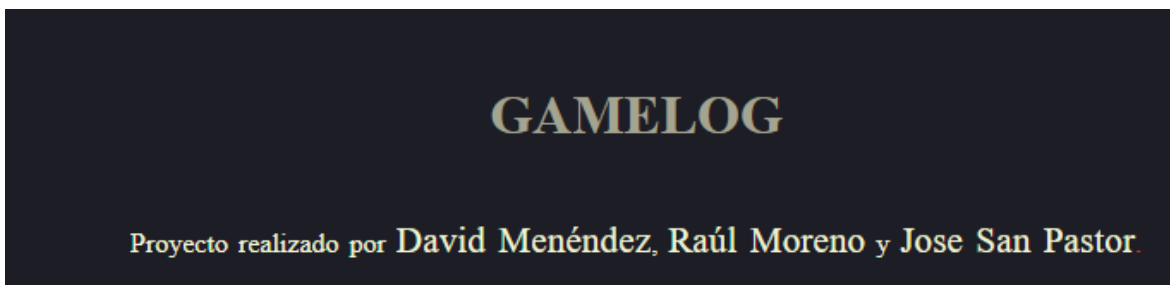 GAMELOG
Proyecto realizado por David Menéndez, Raúl Moreno y Jose San Pastor.